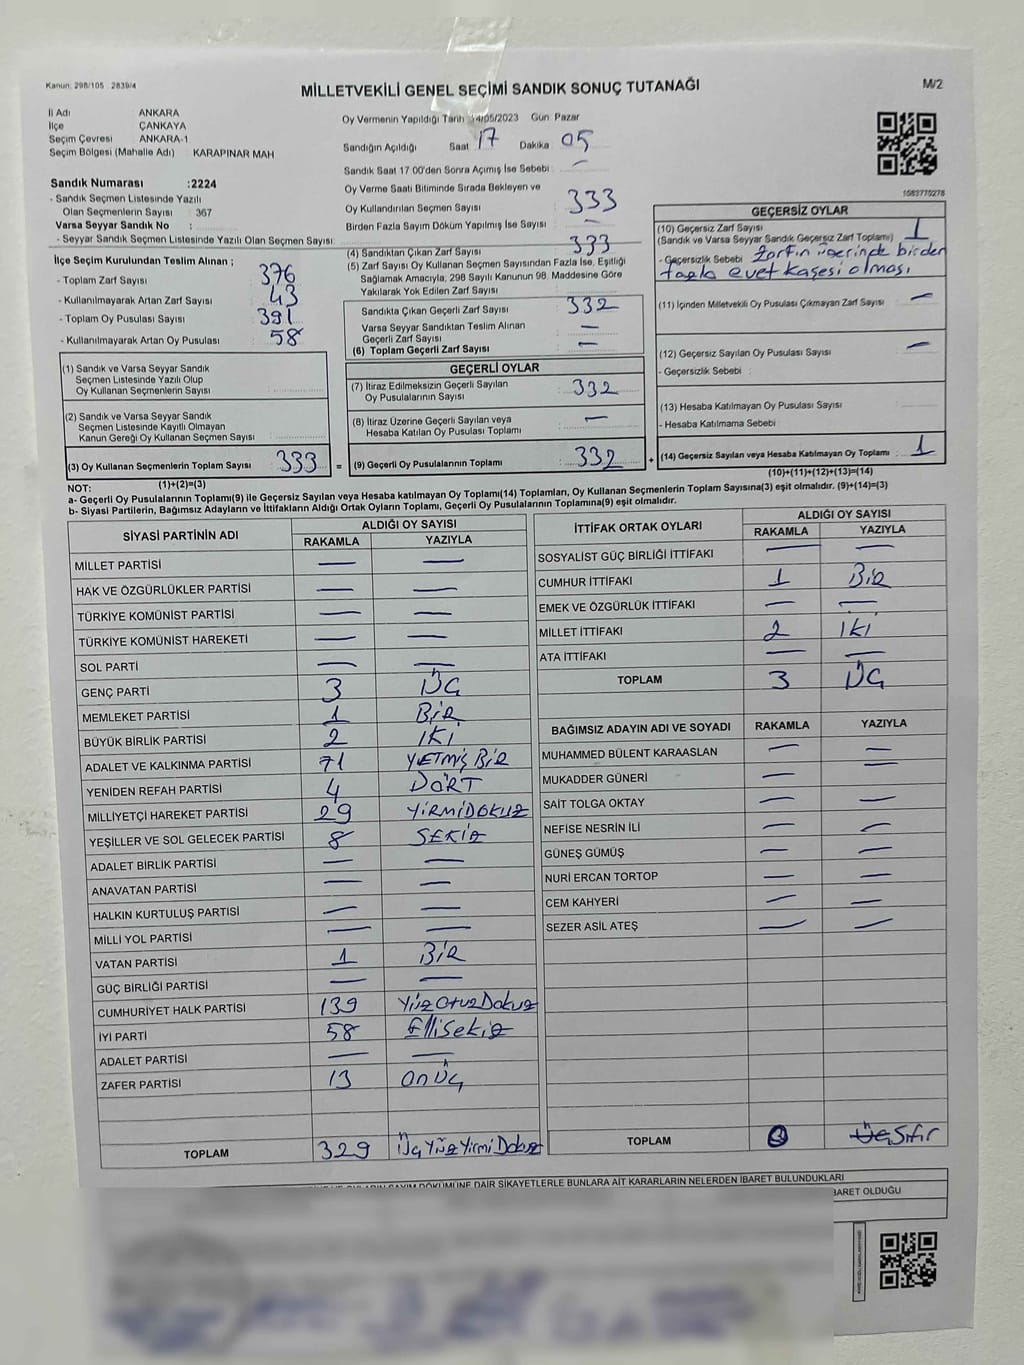 Kanun: 298/105 . 2839/4
MİLLETVEKİLİ GENEL SEÇİMİ SANDIK SONUÇ TUTANAĞI
M/2
İl Adı ANKARA
İlçe ÇANKAYA
Seçim Çevresi ANKARA-1
Seçim Bölgesi (Mahalle Adı) KARAPINAR MAH
Sandık Numarası :2224
- Sandık Seçmen Listesinde Yazılı
Olan Seçmenlerin Sayısı 367
Varsa Seyyar Sandık No :
- Seyyar Sandık Seçmen Listesinde Yazılı Olan Seçmen Sayısı
İlçe Seçim Kurulundan Teslim Alınan ;
- Toplam Zarf Sayısı 376
- Kullanılmayarak Artan Zarf Sayısı 43
- Toplam Oy Pusulası Sayısı 391
- Kullanılmayarak Artan Oy Pusulası 58
(1) Sandık ve Varsa Seyyar Sandık
Seçmen Listesinde Yazılı Olup
Oy Kullanan Seçmenlerin Sayısı
(2) Sandık ve Varsa Seyyar Sandık
Seçmen Listesinde Kayıtlı Olmayan
Kanun Gereği Oy Kullanan Seçmen Sayısı
(3) Oy Kullanan Seçmenlerin Toplam Sayısı 333 =
(1)+(2)=(3)
Oy Vermenin Yapıldığı Tarih 14/05/2023 Gün Pazar
Sandığın Açıldığı Saat 17 Dakika 05
Sandık Saat 17 00'den Sonra Açımış İse Sebebi : —
Oy Verme Saati Bitiminde Sırada Bekleyen ve
Oy Kullandırılan Seçmen Sayısı 333
Birden Fazla Sayım Döküm Yapılmış İse Sayısı —
(4) Sandıktan Çıkan Zarf Sayısı 333
(5) Zarf Sayısı Oy Kullanan Seçmen Sayısından Fazla İse, Eşitliği
Sağlamak Amacıyla, 298 Sayılı Kanunun 98. Maddesine Göre
Yakılarak Yok Edilen Zarf Sayısı
Sandıkta Çıkan Geçerli Zarf Sayısı 332
Varsa Seyyar Sandıktan Teslim Alınan
Geçerli Zarf Sayısı —
(6) Toplam Geçerli Zarf Sayısı —
GEÇERLİ OYLAR
(7) İtiraz Edilmeksizin Geçerli Sayılan
Oy Pusulalarının Sayısı 332
(8) İtiraz Üzerine Geçerli Sayılan veya
Hesaba Katılan Oy Pusulası Toplamı —
(9) Geçerli Oy Pusulalarının Toplamı 332 +
1083770278
GEÇERSİZ OYLAR
(10) Geçersiz Zarf Sayısı
(Sandık ve Varsa Seyyar Sandık Geçersiz Zarf Toplamı) 1
- Geçersizlik Sebebi Zarfın üzerinde birden
fazla evet kaşesi olması
(11) İçinden Milletvekili Oy Pusulası Çıkmayan Zarf Sayısı —
(12) Geçersiz Sayılan Oy Pusulası Sayısı —
- Geçersizlik Sebebi :
(13) Hesaba Katılmayan Oy Pusulası Sayısı
- Hesaba Katılmama Sebebi
(14) Geçersiz Sayılan veya Hesaba Katılmayan Oy Toplamı 1
(10)+(11)+(12)+(13)=(14)
NOT:
a- Geçerli Oy Pusulalarının Toplamı(9) ile Geçersiz Sayılan veya Hesaba katılmayan Oy Toplamı(14) Toplamları, Oy Kullanan Seçmenlerin Toplam Sayısına(3) eşit olmalıdır. (9)+(14)=(3)
b- Siyasi Partilerin, Bağımsız Adayların ve İttifakların Aldığı Ortak Oyların Toplamı, Geçerli Oy Pusulalarının Toplamına(9) eşit olmalıdır.
SİYASİ PARTİNİN ADI ALDIĞI OY SAYISI
RAKAMLA YAZIYLA
MİLLET PARTİSİ — —
HAK VE ÖZGÜRLÜKLER PARTİSİ — —
TÜRKİYE KOMÜNİST PARTİSİ — —
TÜRKİYE KOMÜNİST HAREKETİ — —
SOL PARTİ — —
GENÇ PARTİ 3 ÜÇ
MEMLEKET PARTİSİ 1 BİR
BÜYÜK BİRLİK PARTİSİ 2 İKİ
ADALET VE KALKINMA PARTİSİ 71 YETMİŞ BİR
YENİDEN REFAH PARTİSİ 4 DÖRT
MİLLİYETÇİ HAREKET PARTİSİ 29 YİRMİDOKUZ
YEŞİLLER VE SOL GELECEK PARTİSİ 8 SEKİZ
ADALET BİRLİK PARTİSİ — —
ANAVATAN PARTİSİ — —
HALKIN KURTULUŞ PARTİSİ — —
MİLLİ YOL PARTİSİ — —
VATAN PARTİSİ 1 BİR
GÜÇ BİRLİĞİ PARTİSİ — —
CUMHURİYET HALK PARTİSİ 139 YüzOtuzDokuz
İYİ PARTİ 58 EllİSekiz
ADALET PARTİSİ — —
ZAFER PARTİSİ 13 ONÜÇ
TOPLAM 329 ÜçYüzYirmiDokuz
İTTİFAK ORTAK OYLARI ALDIĞI OY SAYISI
RAKAMLA YAZIYLA
SOSYALİST GÜÇ BİRLİĞİ İTTİFAKI — —
CUMHUR İTTİFAKI 1 BİR
EMEK VE ÖZGÜRLÜK İTTİFAKI — —
MİLLET İTTİFAKI 2 İKİ
ATA İTTİFAKI — —
TOPLAM 3 ÜÇ
BAĞIMSIZ ADAYIN ADI VE SOYADI RAKAMLA YAZIYLA
MUHAMMED BÜLENT KARAASLAN — —
MUKADDER GÜNERİ — —
SAİT TOLGA OKTAY — —
NEFİSE NESRİN İLİ — —
GÜNEŞ GÜMÜŞ — —
NURİ ERCAN TORTOP — —
CEM KAHYERİ — —
SEZER ASİL ATEŞ — —
TOPLAM Üç Sıfır
DÖKÜMÜNE DAİR ŞİKAYETLERLE BUNLARA AİT KARARLARIN NELERDEN İBARET BULUNDUKLARI
BARET OLDUĞU